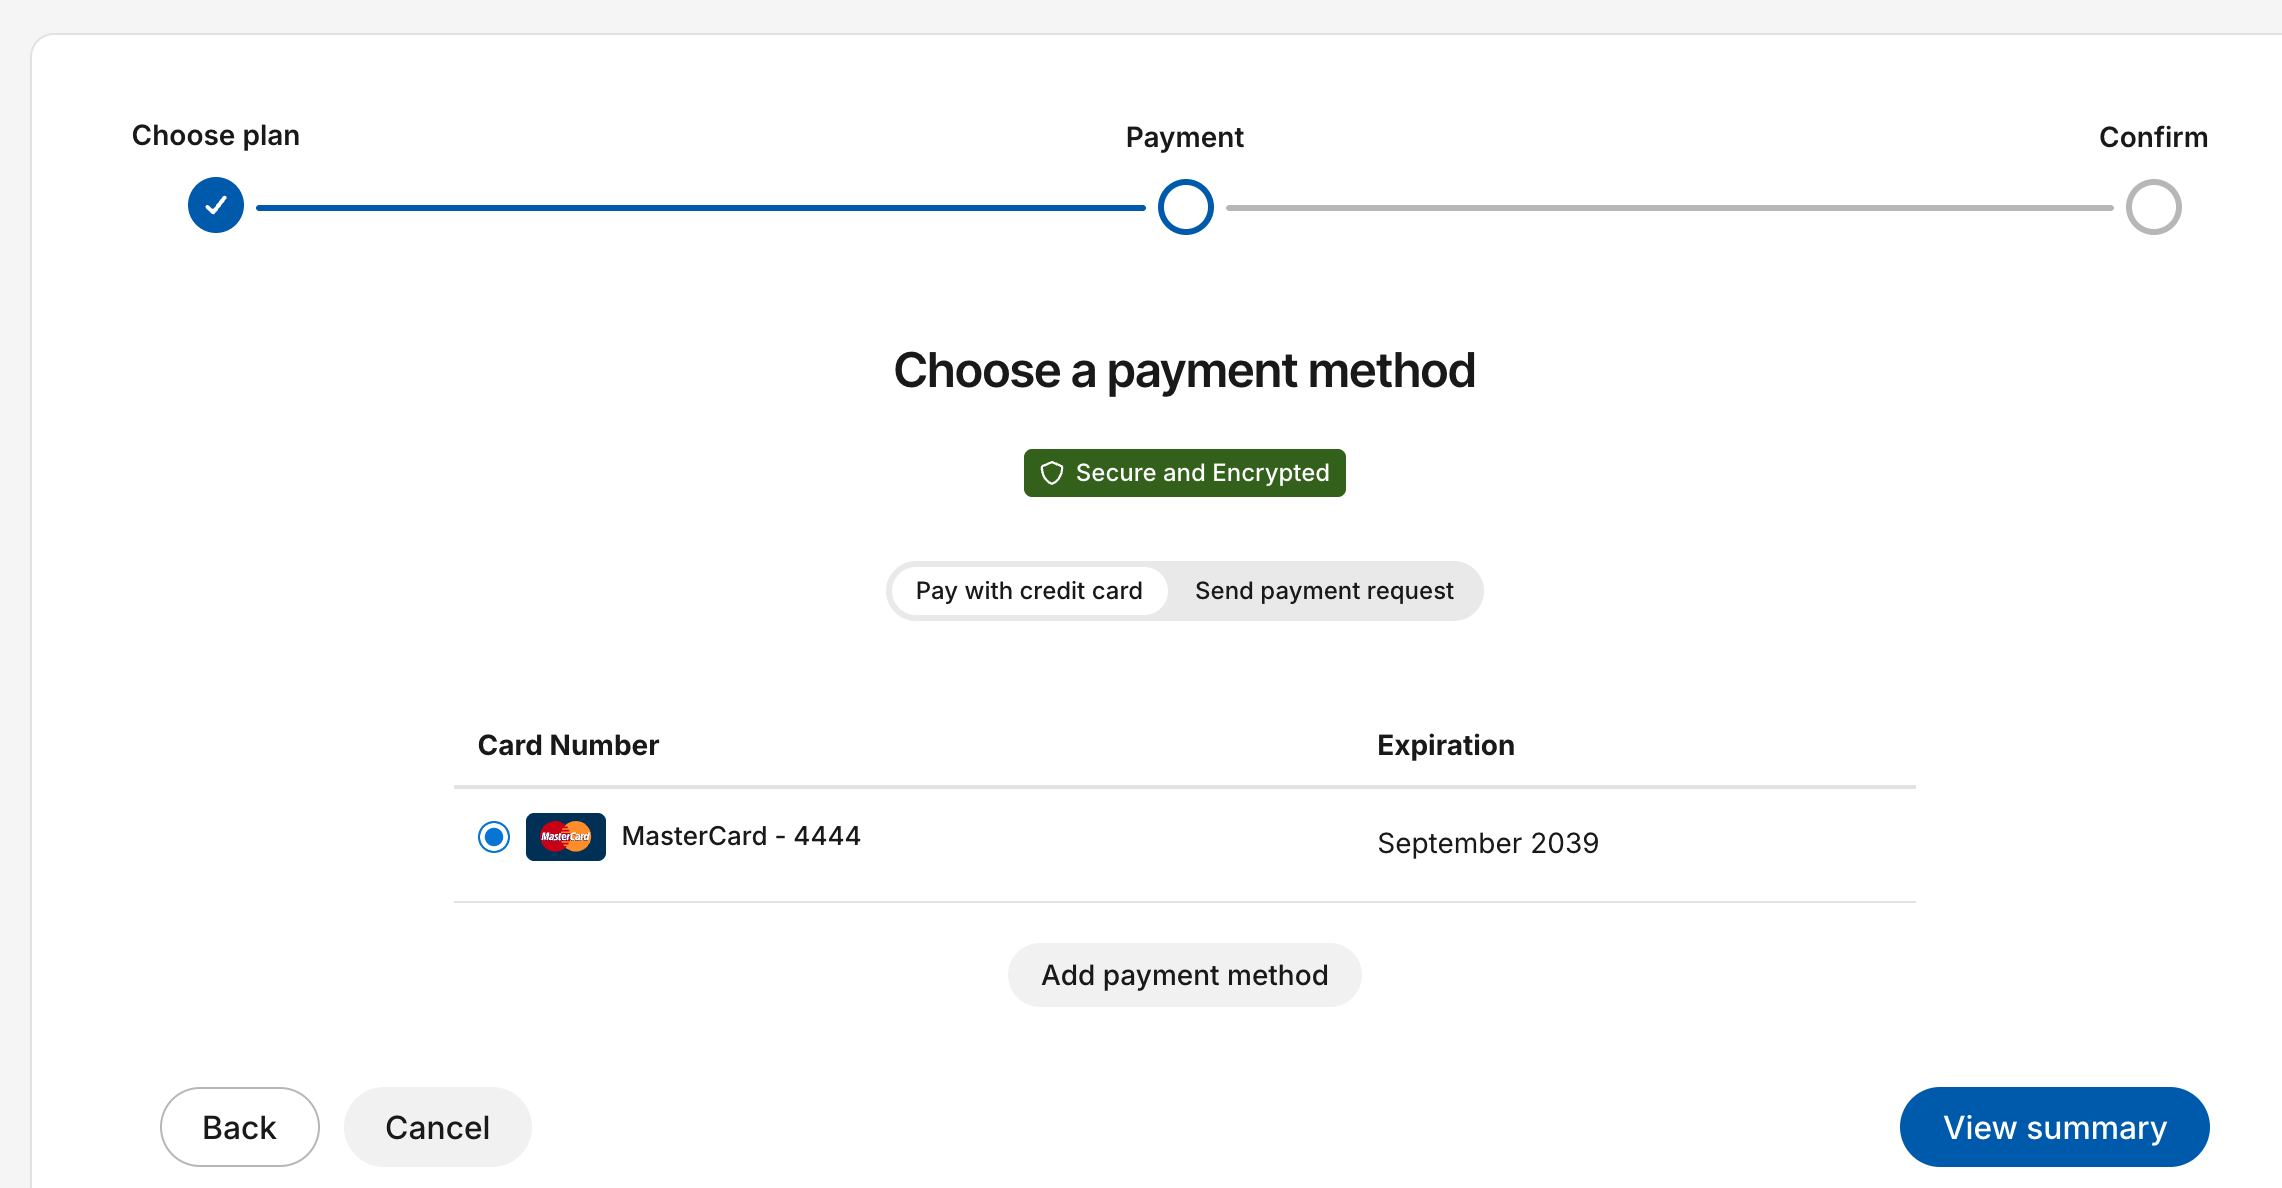 Choose plan
Payment
Confirm
Choose a payment method
Secure and Encrypted
Pay with credit card
Send payment request
Card Number
Expiration
MasterCard
MasterCard - 4444
September 2039
Add payment method
Back
Cancel
View summary